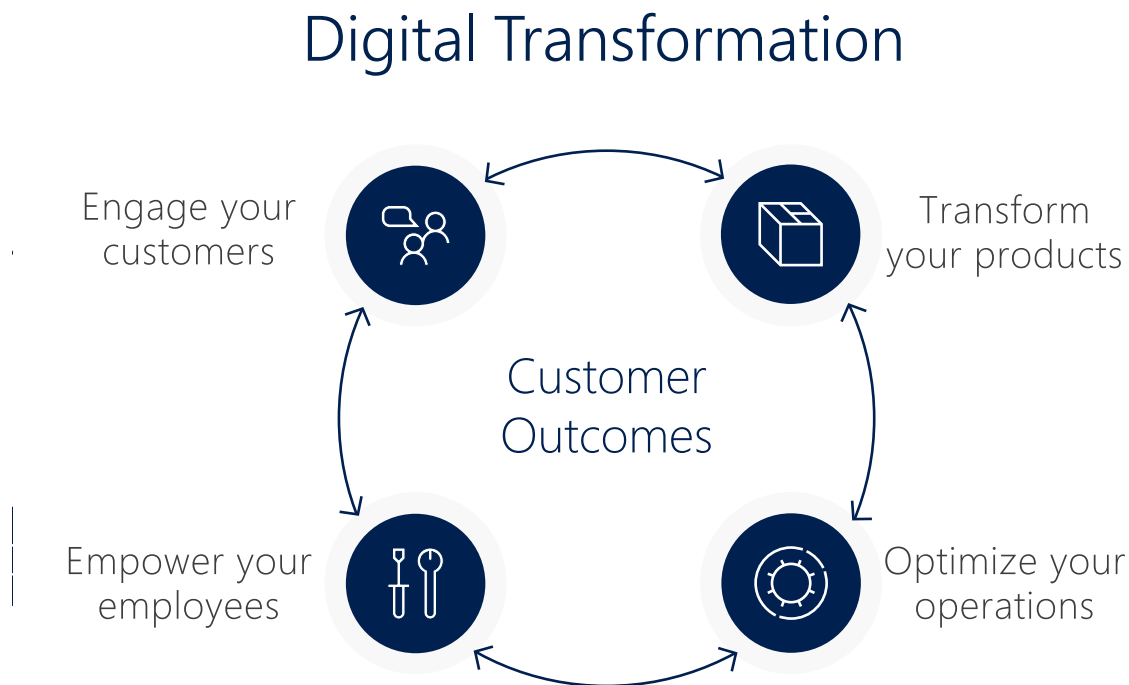 Digital Transformation
Engage your
customers
Transform
your products
Customer
Outcomes
Empower your
employees
Optimize your
operations